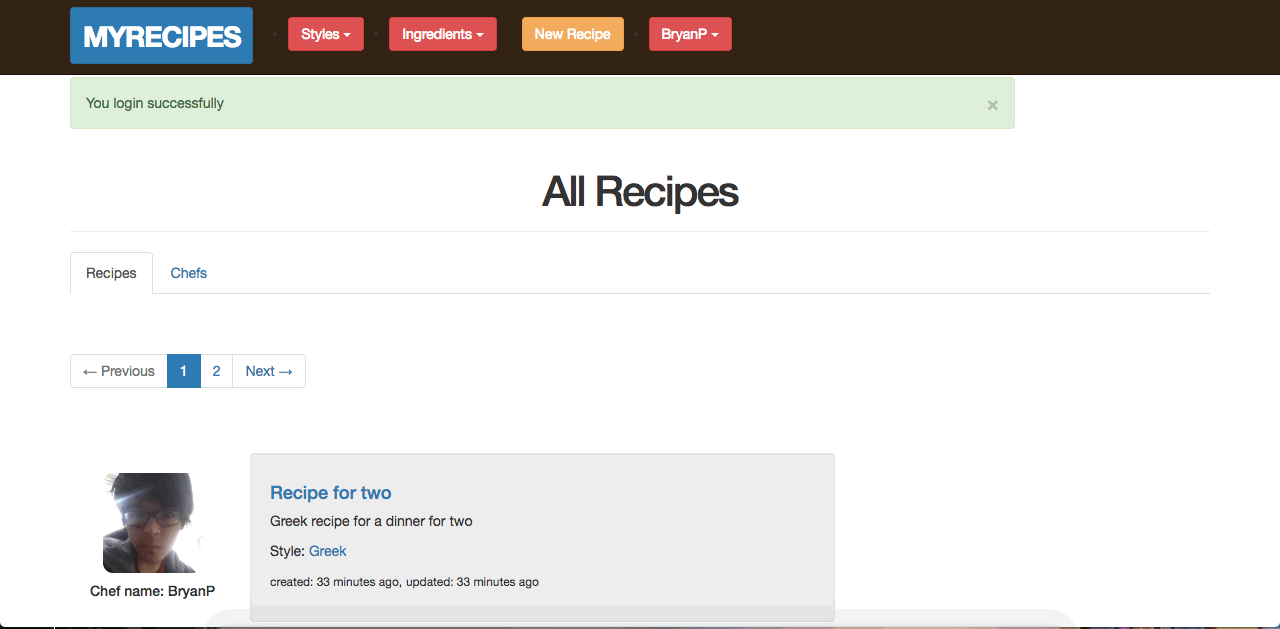 MYRECIPES Styles Ingredients New Recipe BryanP
You login successfully ×
All Recipes
Recipes Chefs
← Previous 1 2 Next →
Recipe for two
Greek recipe for a dinner for two
Style: Greek
created: 33 minutes ago, updated: 33 minutes ago
Chef name: BryanP